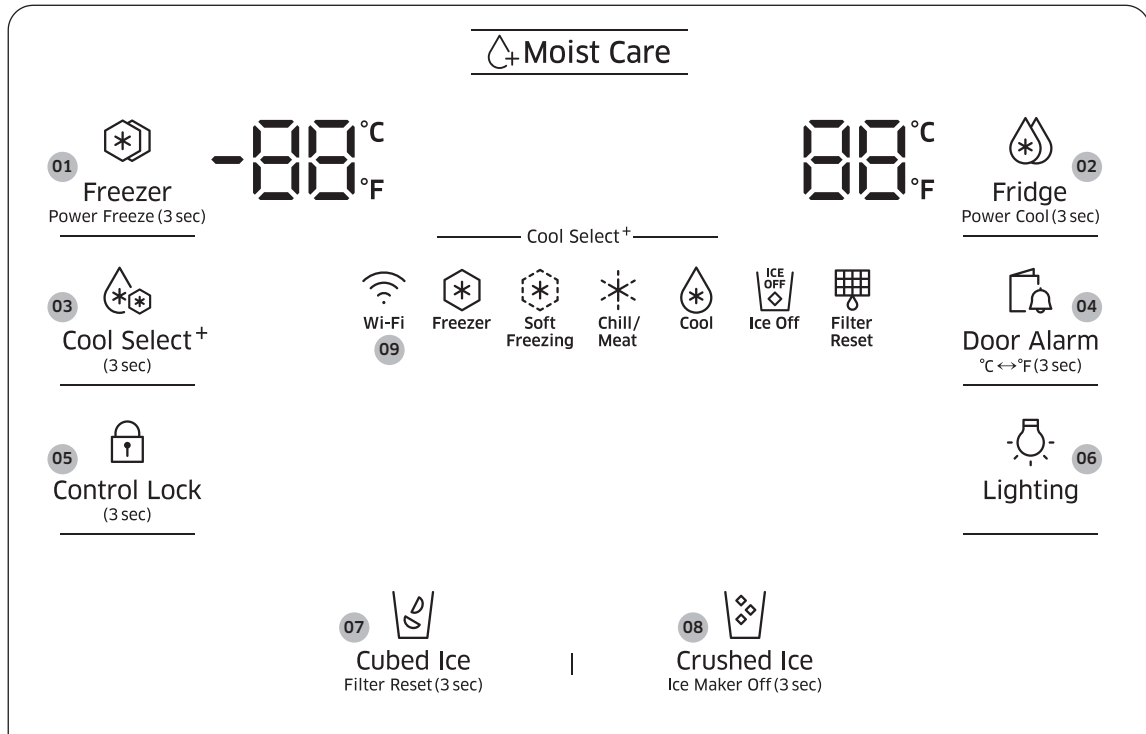 Moist Care
01
Freezer
Power Freeze (3 sec)
-88 °C
°F
88 °C
°F
02
Fridge
Power Cool (3 sec)
Cool Select+
03
Cool Select+
(3 sec)
Wi-Fi
09
Freezer
Soft
Freezing
Chill/
Meat
Cool
ICE
OFF
Ice Off
Filter
Reset
04
Door Alarm
°C↔°F (3 sec)
05
Control Lock
(3 sec)
06
Lighting
07
Cubed Ice
Filter Reset (3 sec)
08
Crushed Ice
Ice Maker Off (3 sec)